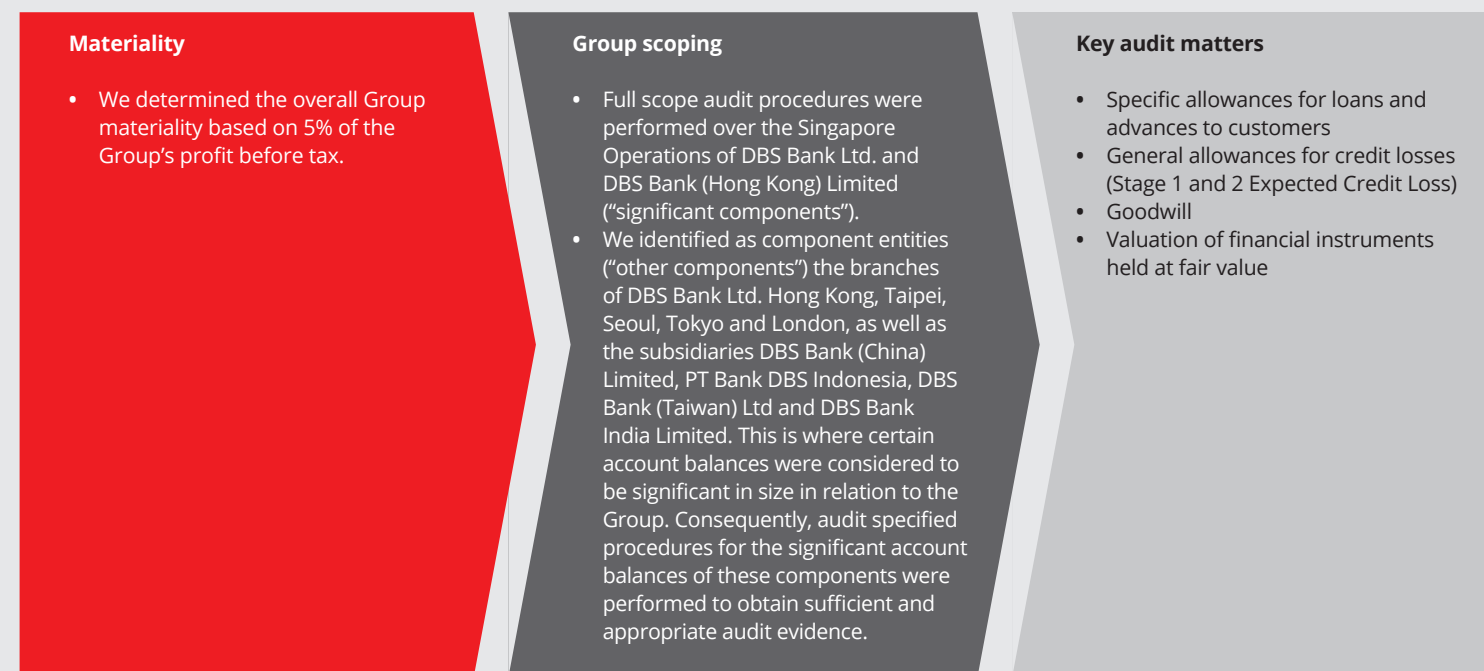 Materiality
• We determined the overall Group
materiality based on 5% of the
Group’s profit before tax.
Group scoping
• Full scope audit procedures were
performed over the Singapore
Operations of DBS Bank Ltd. and
DBS Bank (Hong Kong) Limited
(“significant components”).
• We identified as component entities
(“other components”) the branches
of DBS Bank Ltd. Hong Kong, Taipei,
Seoul, Tokyo and London, as well as
the subsidiaries DBS Bank (China)
Limited, PT Bank DBS Indonesia, DBS
Bank (Taiwan) Ltd and DBS Bank
India Limited. This is where certain
account balances were considered to
be significant in size in relation to the
Group. Consequently, audit specified
procedures for the significant account
balances of these components were
performed to obtain sufficient and
appropriate audit evidence.
Key audit matters
• Specific allowances for loans and
advances to customers
• General allowances for credit losses
(Stage 1 and 2 Expected Credit Loss)
• Goodwill
• Valuation of financial instruments
held at fair value